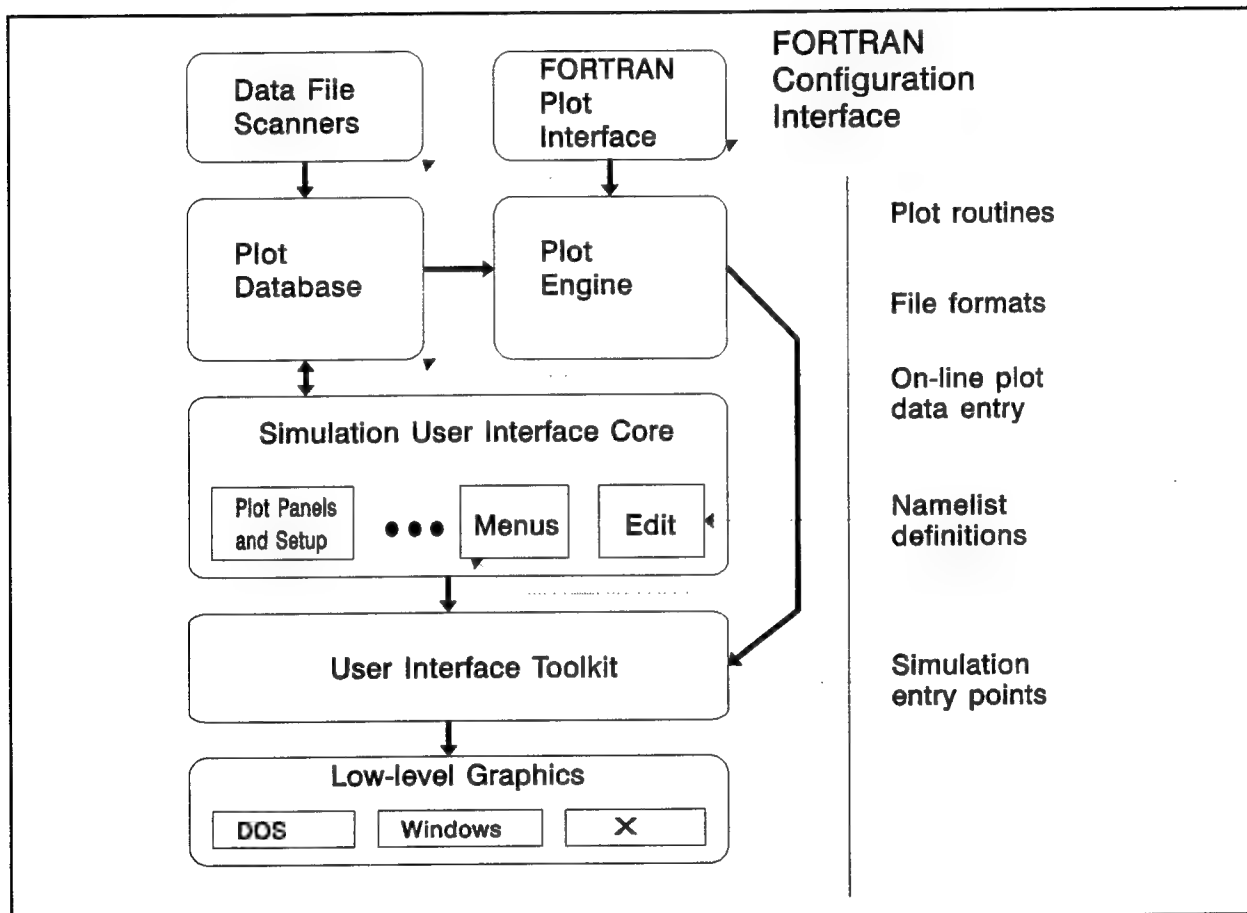 Data File
Scanners
FORTRAN
Plot
Interface
FORTRAN
Configuration
Interface
Plot
Database
Plot
Engine
Plot routines
File formats
On-line plot
data entry
Simulation User Interface Core
Plot Panels
and Setup
Menus
Edit
Namelist
definitions
User Interface Toolkit
Simulation
entry points
Low-level Graphics
DOS
Windows
X